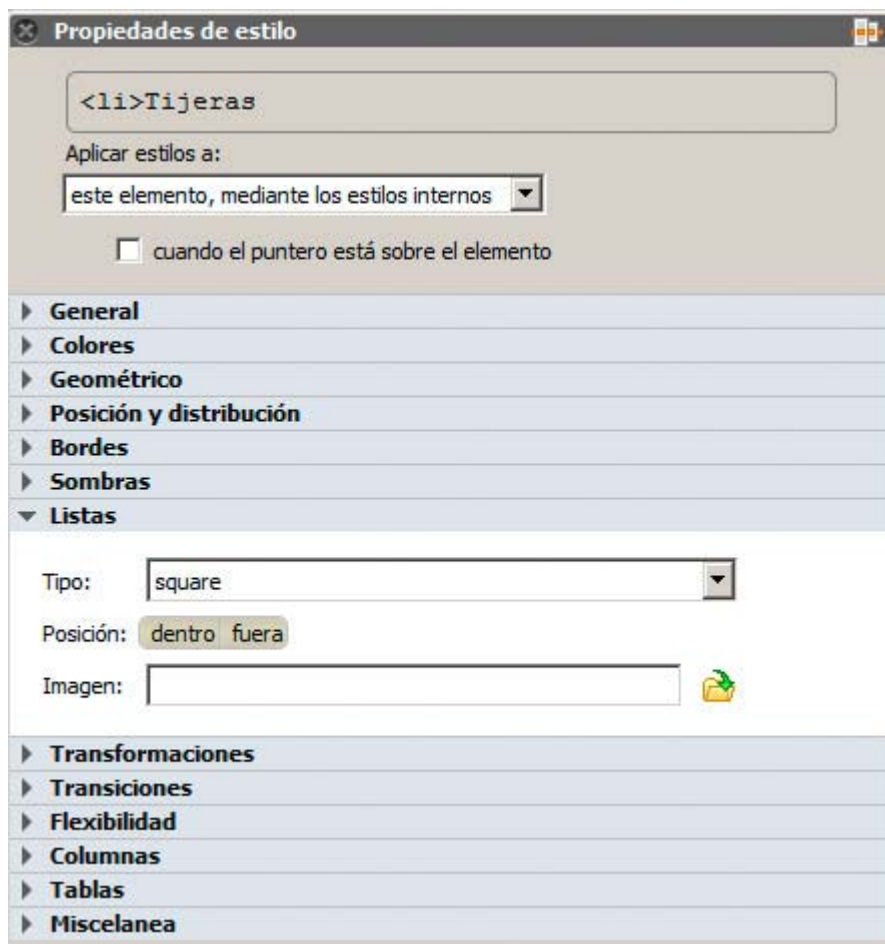 Propiedades de estilo
<li>Tijeras
Aplicar estilos a:
este elemento, mediante los estilos internos
cuando el puntero está sobre el elemento
General
Colores
Geométrico
Posición y distribución
Bordes
Sombras
Listas
Tipo: square
Posición: dentro fuera
Imagen:
Transformaciones
Transiciones
Flexibilidad
Columnas
Tablas
Miscelanea